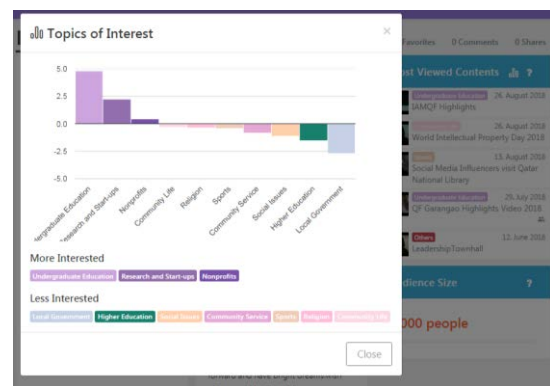 Topics of Interest
×
5.0
2.5
0.0
-2.5
-5.0
Undergraduate Education
Research and Start-ups
Nonprofits
Community Life
Religion
Sports
Community Service
Social Issues
Higher Education
Local Government
More Interested
Undergraduate Education Research and Start-ups Nonprofits
Less Interested
Local Government Higher Education Social Issues Community Service Sports Religion Community Life
Close
Favorites 0 Comments 0 Shares
st Viewed Contents ?
Undergraduate Education 26. August 2018
IAMQF Highlights
26. August 2018
World Intellectual Property Day 2018
13. August 2018
Social Media Influencers visit Qatar
National Library
Undergraduate Education 29. July 2018
QF Garangao Highlights Video 2018
Others 12. June 2018
LeadershipTownhall
dience Size ?
000 people